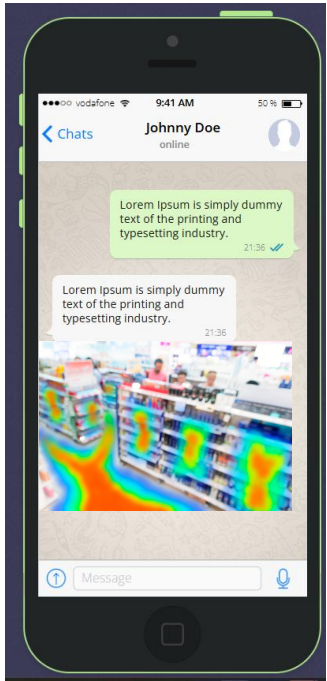 vodafone 9:41 AM 50 %
Chats Johnny Doe
online
Lorem Ipsum is simply dummy
text of the printing and
typesetting industry.
21:36
Lorem Ipsum is simply dummy
text of the printing and
typesetting industry.
21:36
Message